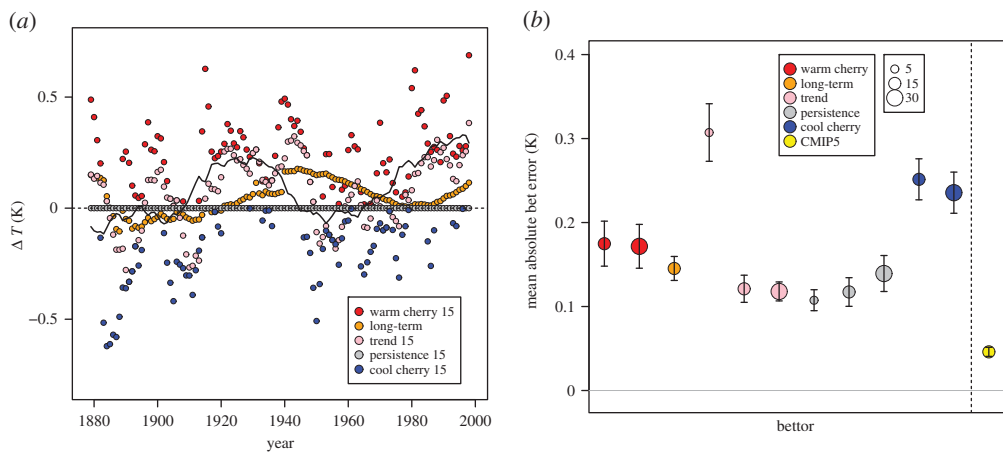 (a)
0.5
0
−0.5
ΔT (K)
1880 1900 1920 1940 1960 1980 2000
year
warm cherry 15
long-term
trend 15
persistence 15
cool cherry 15
(b)
0.4
0.3
0.2
0.1
0
mean absolute bet error (K)
bettor
warm cherry
long-term
trend
persistence
cool cherry
CMIP5
5
15
30